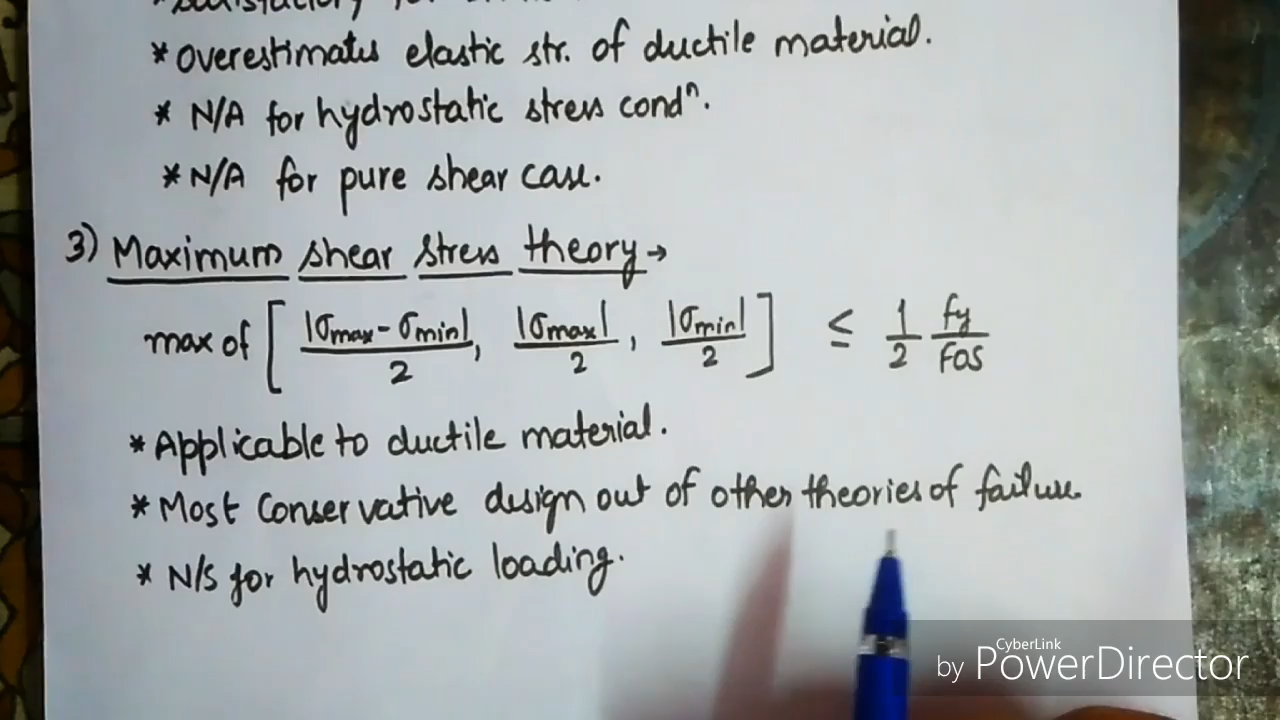 *Overestimates elastic str. of ductile material.
* N/A for hydrostatic stress condⁿ.
* N/A for pure shear case.
3) Maximum shear stress theory→
max of [ |σmax - σmin| / 2, |σmax| / 2, |σmin| / 2 ] ≤ 1/2 fy/FOS
* Applicable to ductile material.
* Most Conservative design out of other theories of failure.
* N/S for hydrostatic loading.
CyberLink
by PowerDirector